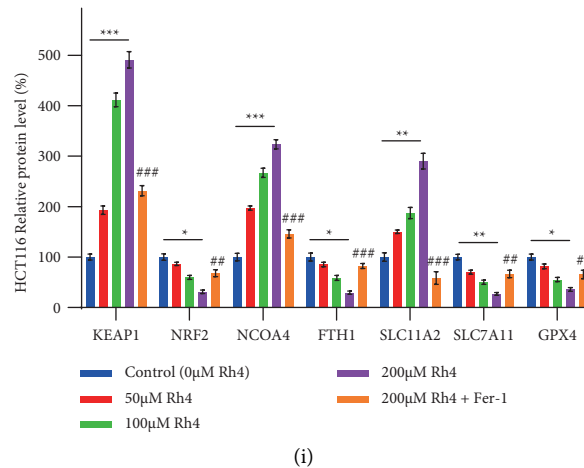 HCT116 Relative protein level (%)
500
400
300
200
100
0
***
###
*
##
***
###
*
###
**
###
**
##
*
#
KEAP1 NRF2 NCOA4 FTH1 SLC11A2 SLC7A11 GPX4
Control (0μM Rh4)
50μM Rh4
100μM Rh4
200μM Rh4
200μM Rh4 + Fer-1
(i)